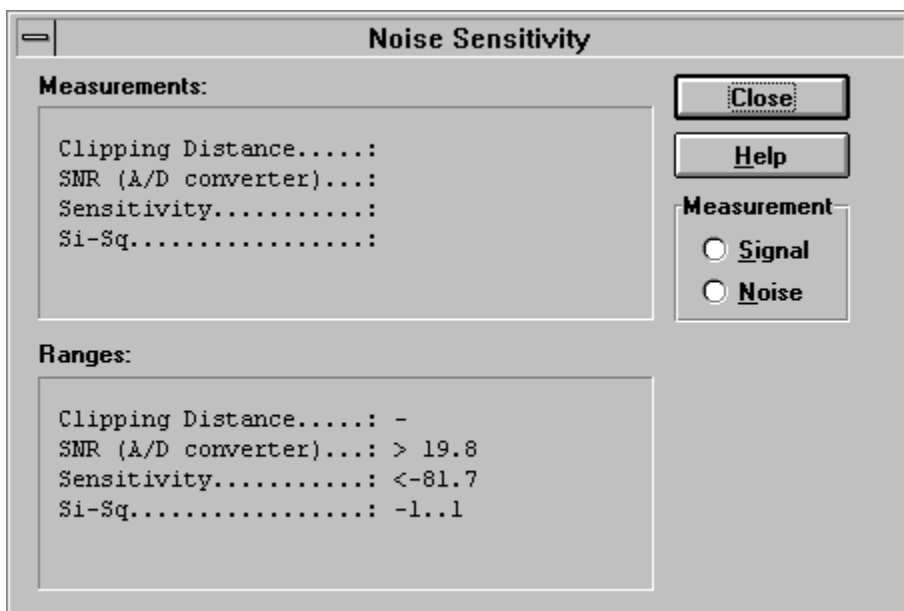 Noise Sensitivity
Measurements:
Clipping Distance.....:
SNR (A/D converter)...:
Sensitivity...........:
Si-Sq.................:
Close
Help
Measurement
Signal
Noise
Ranges:
Clipping Distance.....: -
SNR (A/D converter)...: > 19.8
Sensitivity...........: <-81.7
Si-Sq.................: -1..1